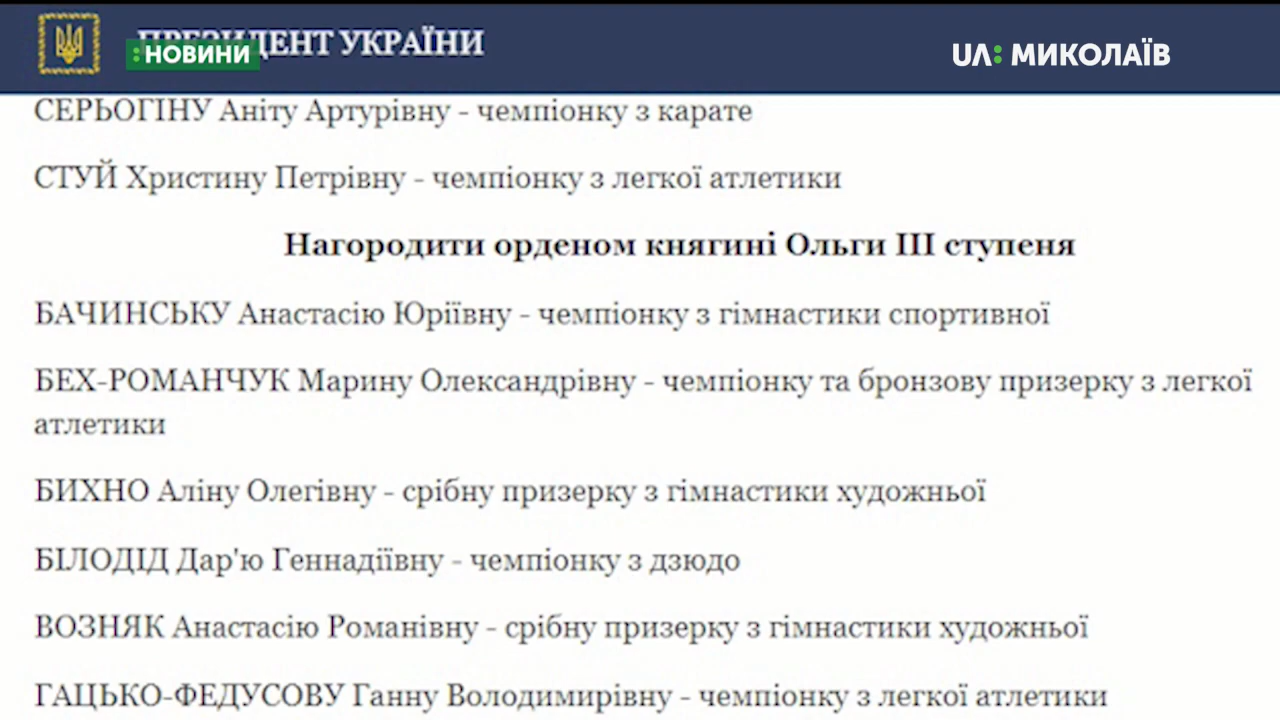 ПРЕЗИДЕНТ УКРАЇНИ
:НОВИНИ
UA: МИКОЛАЇВ
СЕРЬОГІНУ Аніту Артурівну - чемпіонку з карате
СТУЙ Христину Петрівну - чемпіонку з легкої атлетики
Нагородити орденом княгині Ольги III ступеня
БАЧИНСЬКУ Анастасію Юріївну - чемпіонку з гімнастики спортивної
БЕХ-РОМАНЧУК Марину Олександрівну - чемпіонку та бронзову призерку з легкої
атлетики
БИХНО Аліну Олегівну - срібну призерку з гімнастики художньої
БІЛОДІД Дар'ю Геннадіївну - чемпіонку з дзюдо
ВОЗНЯК Анастасію Романівну - срібну призерку з гімнастики художньої
ГАЦЬКО-ФЕДУСОВУ Ганну Володимирівну - чемпіонку з легкої атлетики